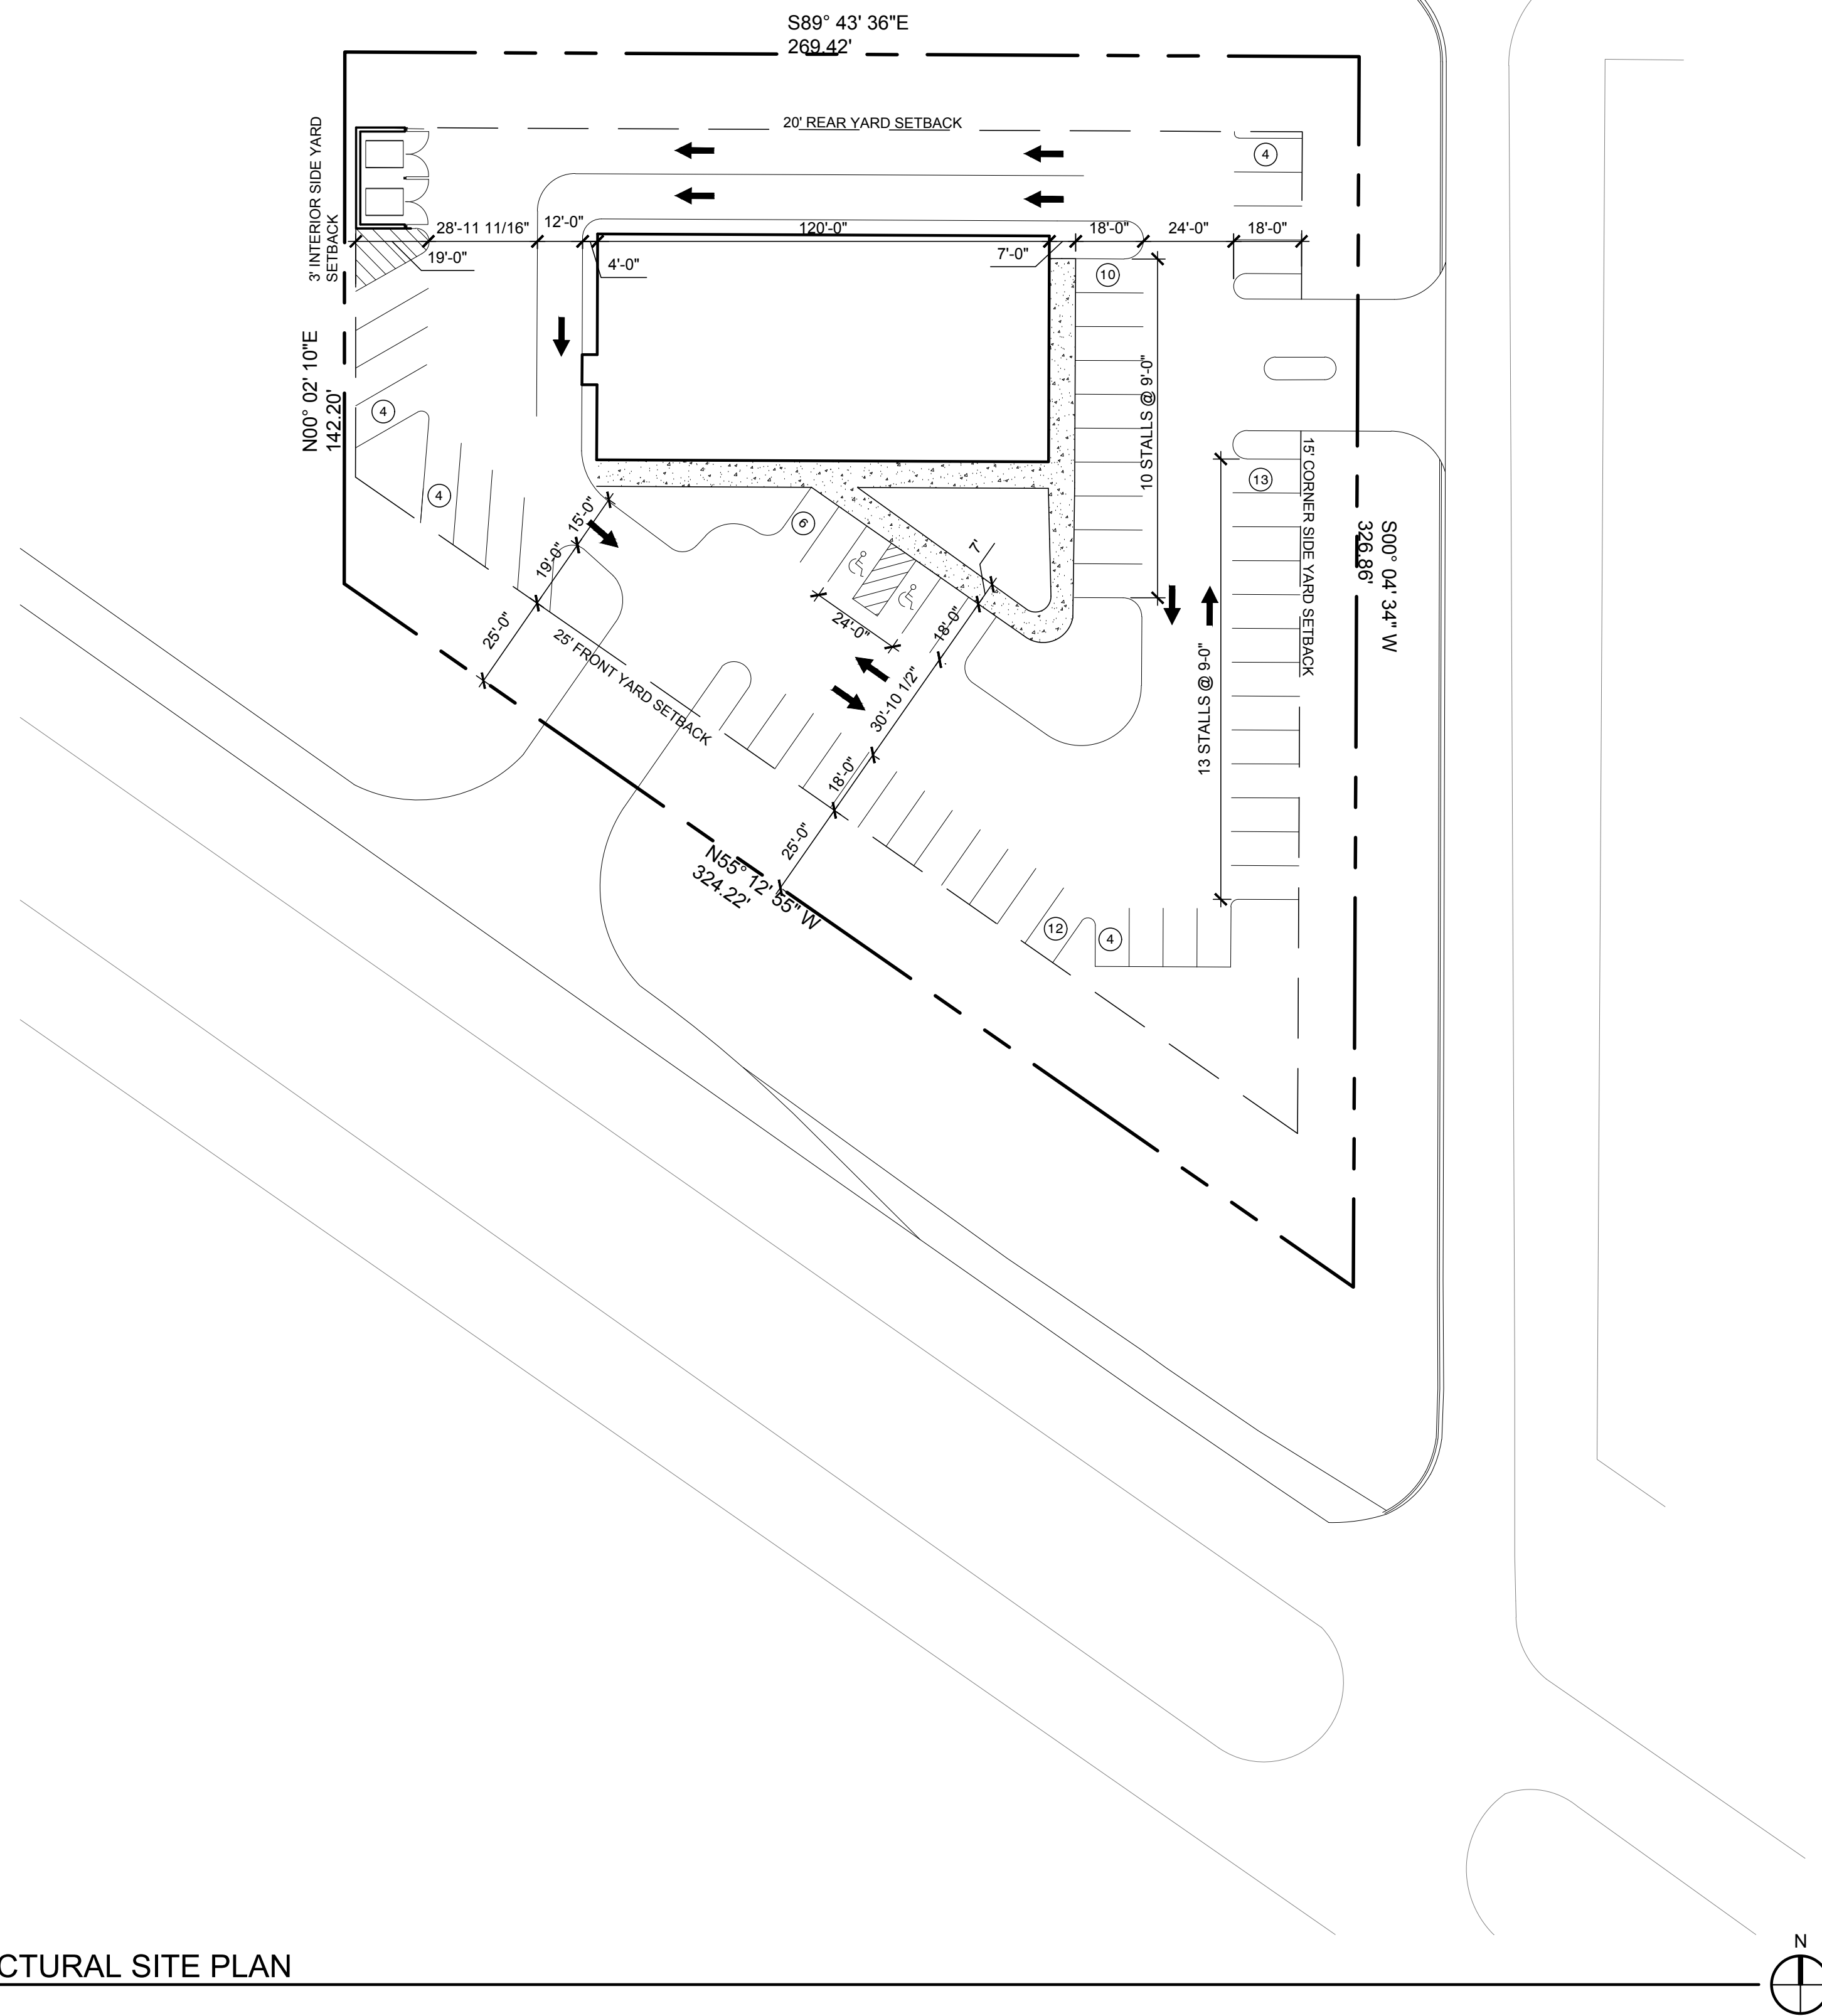 S89° 43' 36"E
269.42'
20' REAR YARD SETBACK
4
3' INTERIOR SIDE YARD
SETBACK
28'-11 11/16"
12'-0"
120'-0"
18'-0"
24'-0"
18'-0"
19'-0"
4'-0"
7'-0"
10
N00° 02' 10"E
142.20'
4
4
10 STALLS @ 9'-0"
13
15' CORNER SIDE YARD SETBACK
S00° 04' 34" W
326.86'
15'-0"
19'-0"
25'-0"
25' FRONT YARD SETBACK
6
7'
24'-0"
18'-0"
30'-10 1/2"
18'-0"
25'-0"
13 STALLS @ 9-0"
N55° 12' 55" W
324.22'
12
4
CTURAL SITE PLAN
N